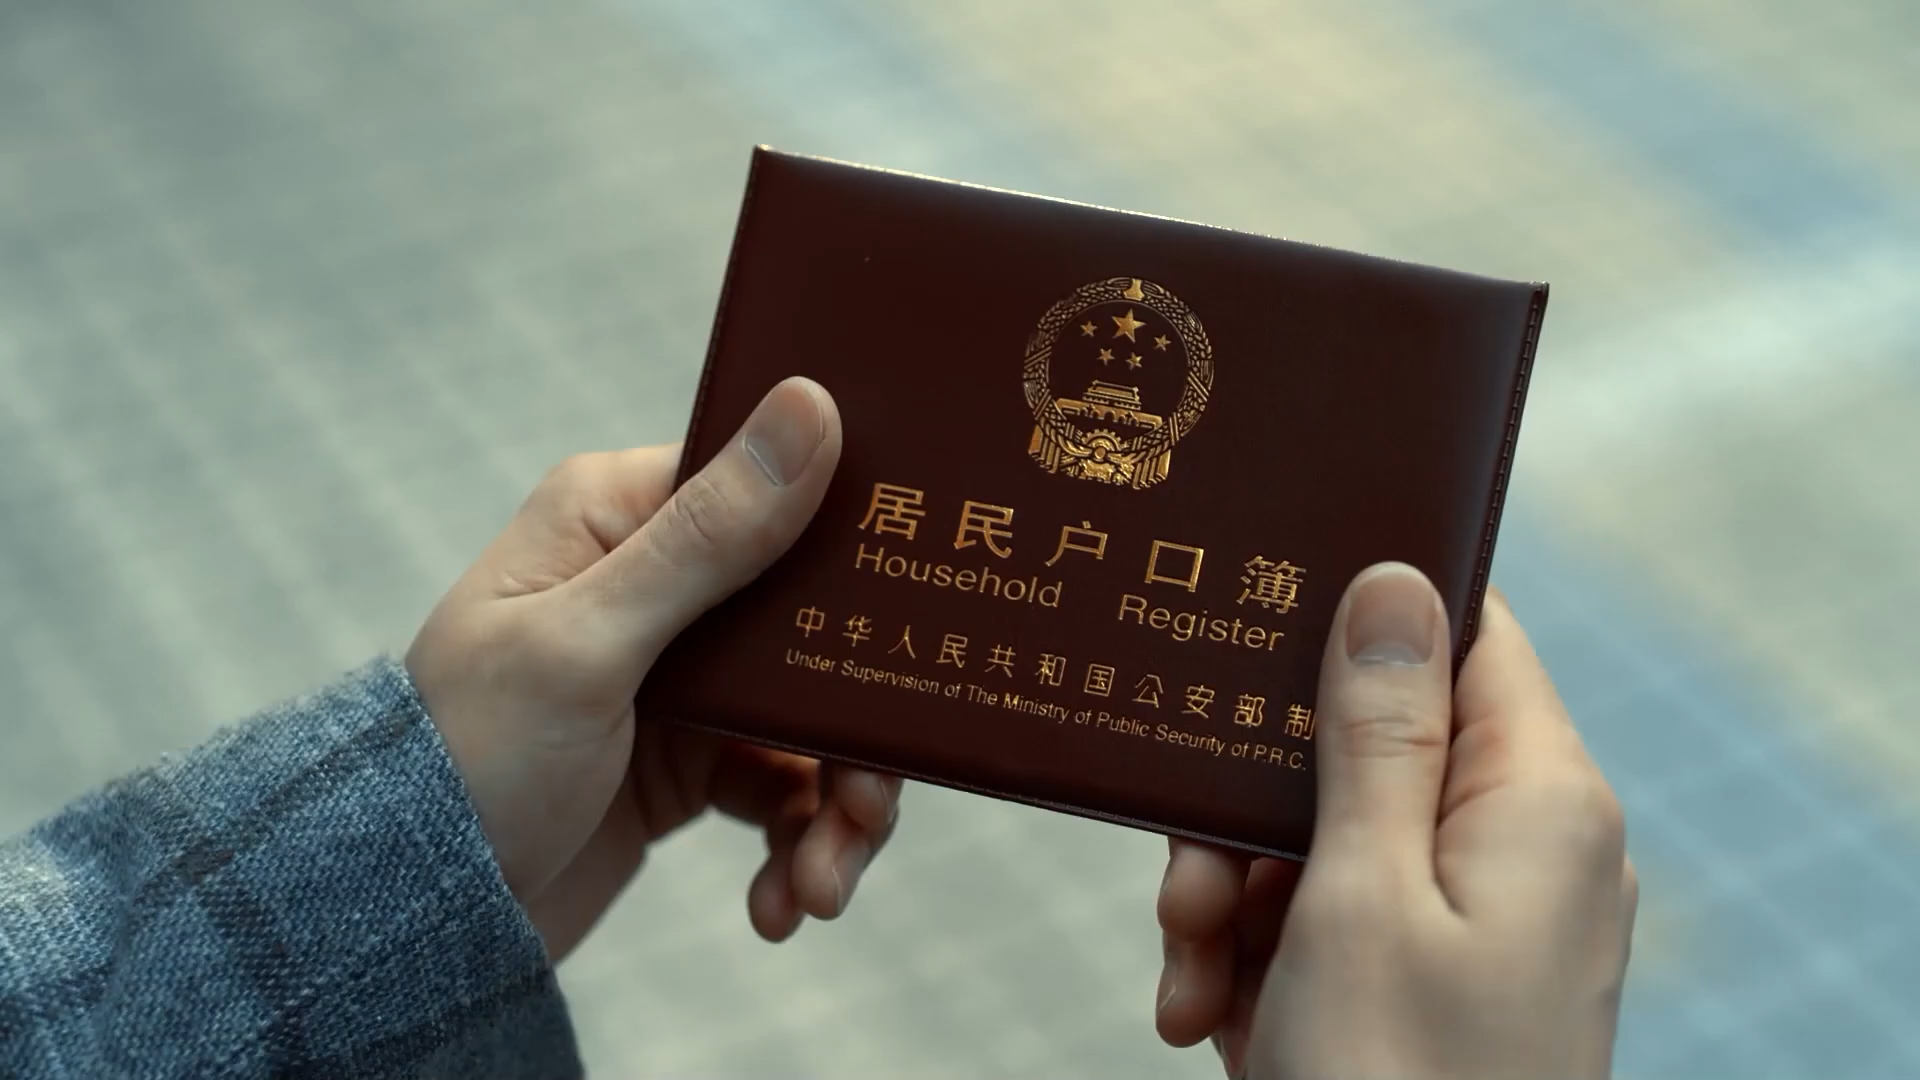 居民户口簿
Household Register
中华人民共和国公安部制
Under Supervision of The Ministry of Public Security of P.R.C.